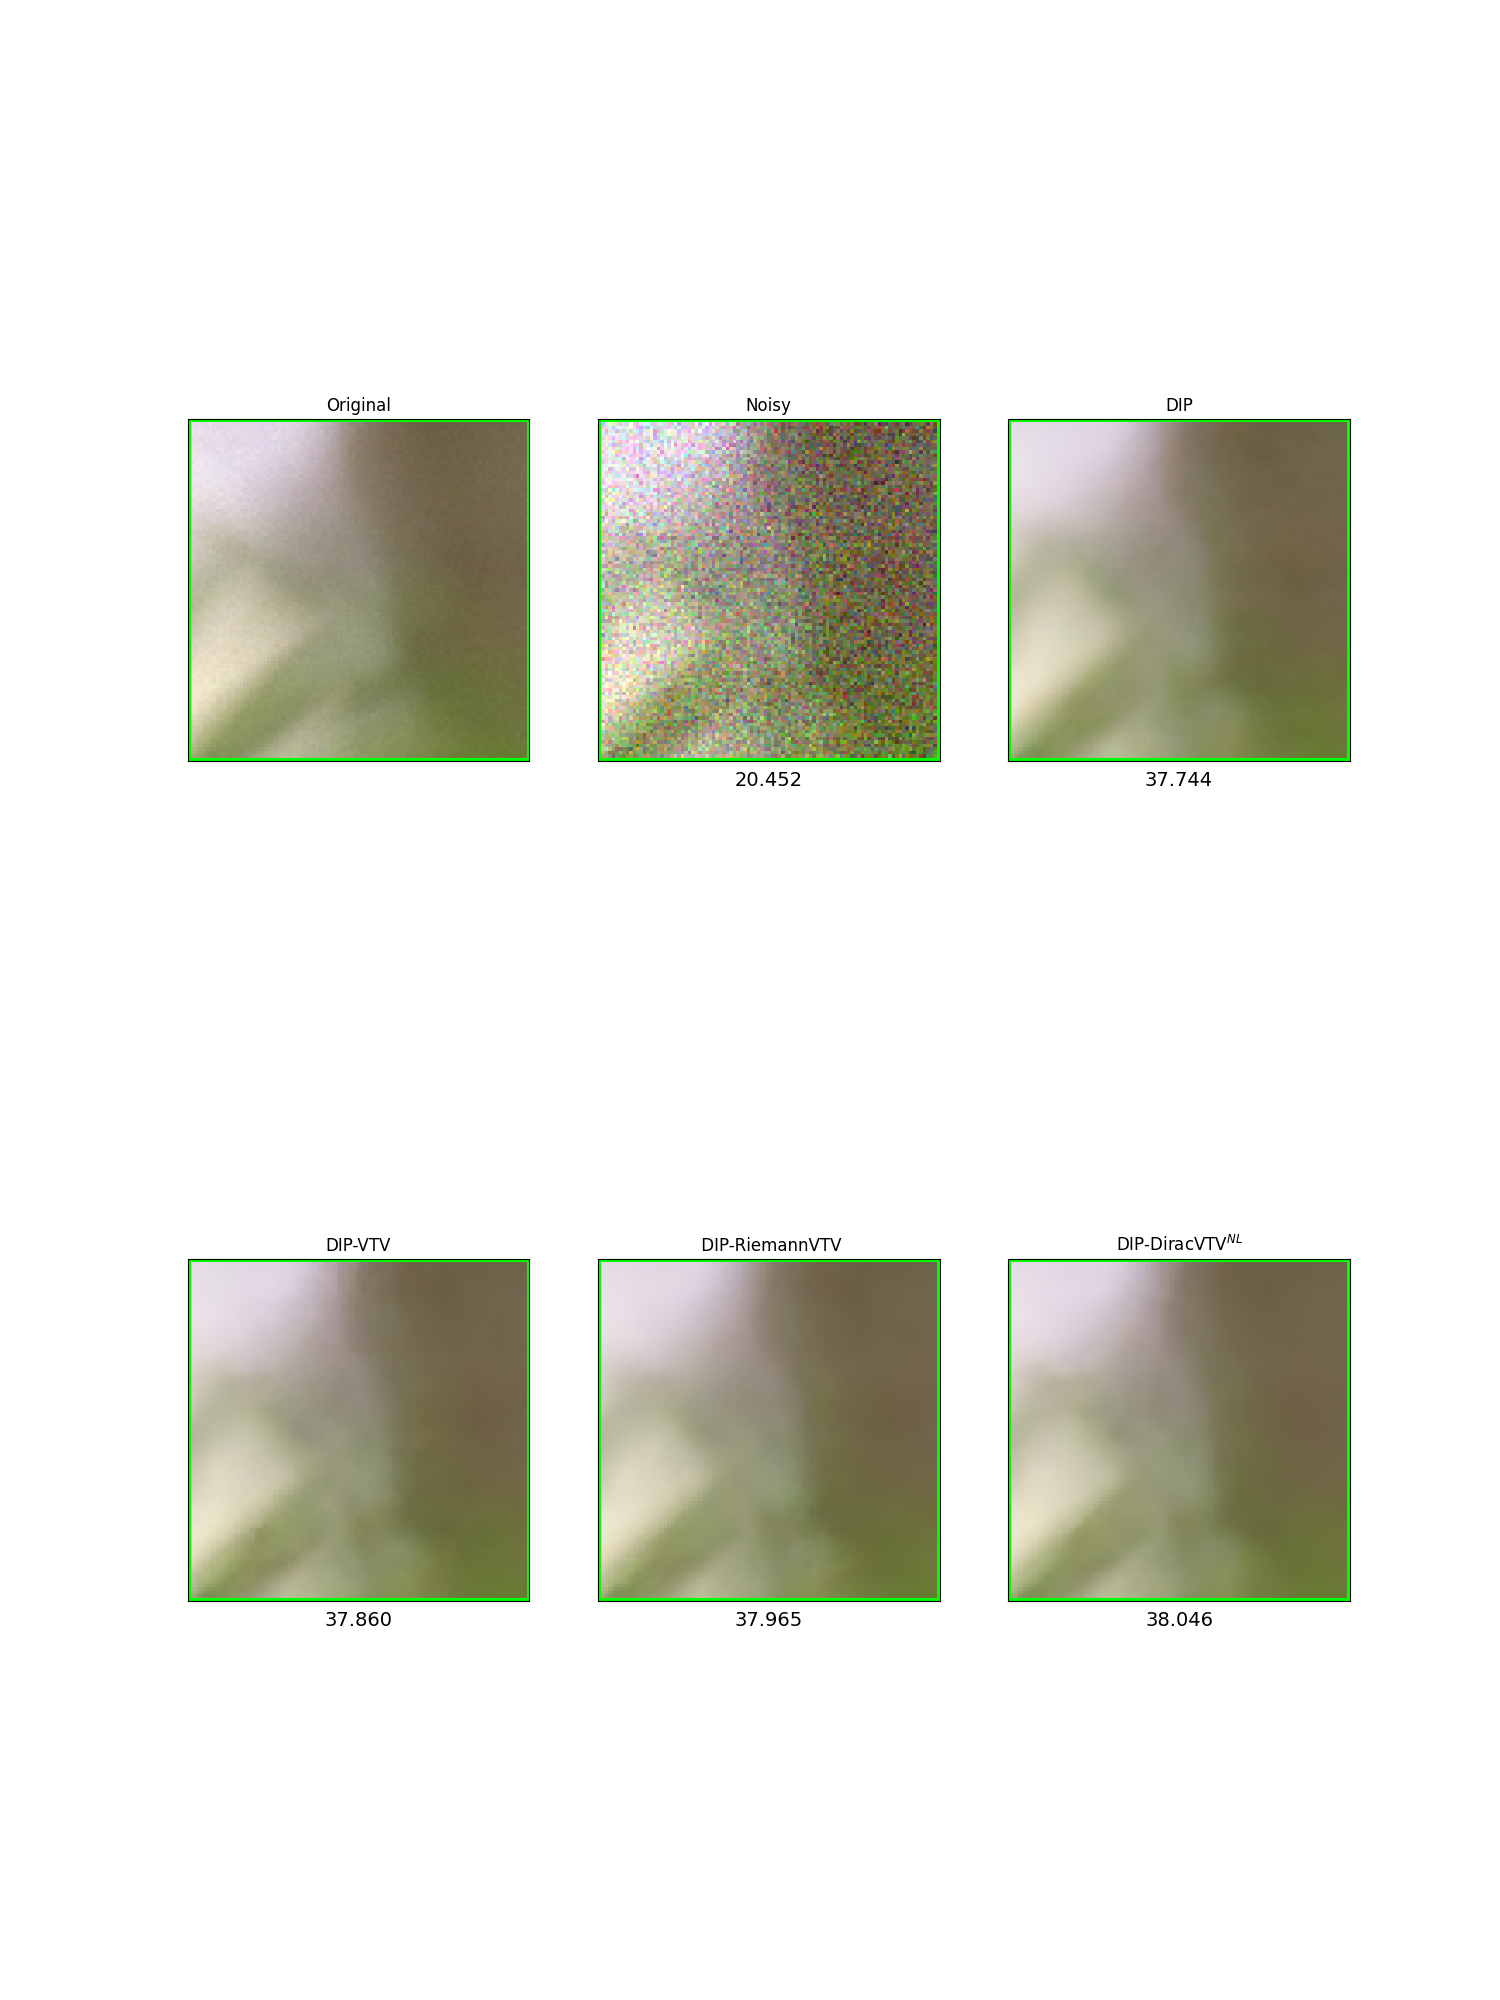 Original Noisy DIP
20.452 37.744
DIP-VTV DIP-RiemannVTV DIP-DiracVTV^NL
37.860 37.965 38.046